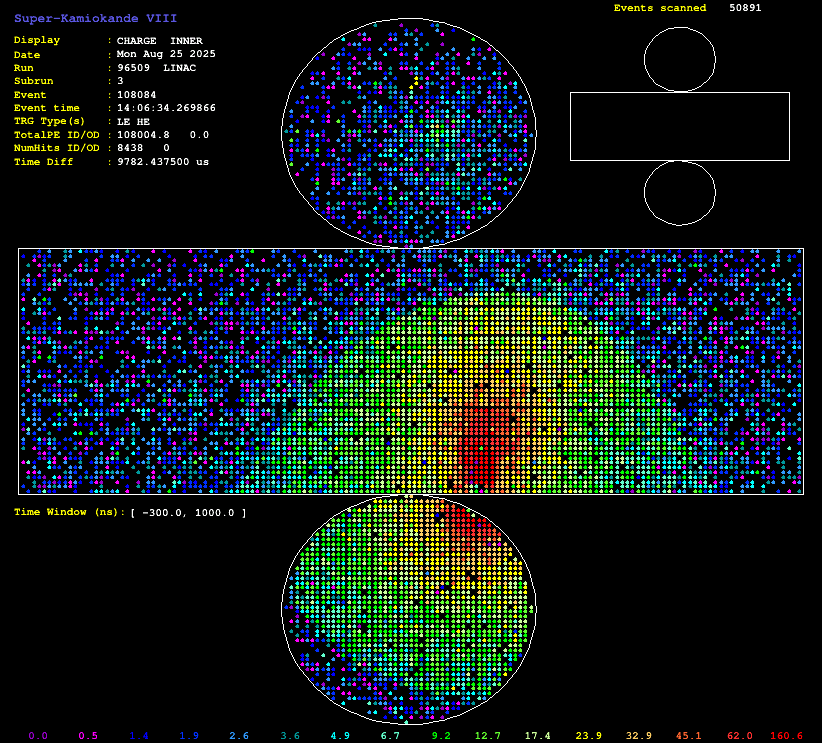 Events scanned 50891
Super-Kamiokande VIII
Display : CHARGE INNER
Date : Mon Aug 25 2025
Run : 96509 LINAC
Subrun : 3
Event : 108084
Event time : 14:06:34.269866
TRG Type(s) : LE HE
TotalPE ID/OD : 108004.8 0.0
NumHits ID/OD : 8438 0
Time Diff : 9782.437500 us
Time Window (ns): [ -300.0, 1000.0 ]
0.0 0.5 1.4 1.9 2.6 3.6 4.9 6.7 9.2 12.7 17.4 23.9 32.9 45.1 62.0 160.6